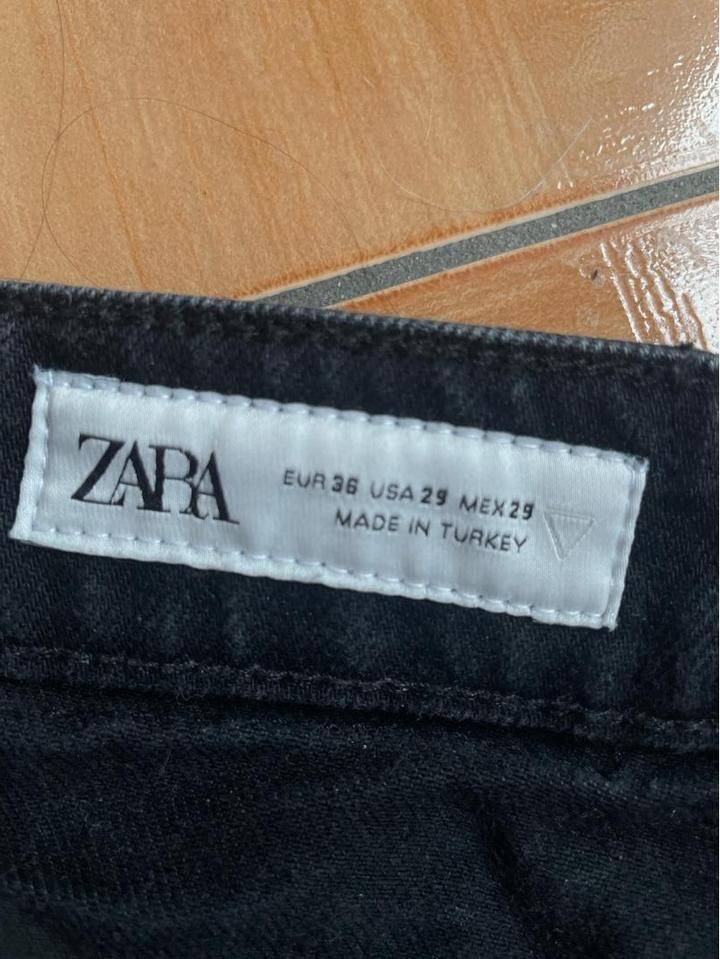 ZARA
EUR 36 USA 29 MEX 29
MADE IN TURKEY